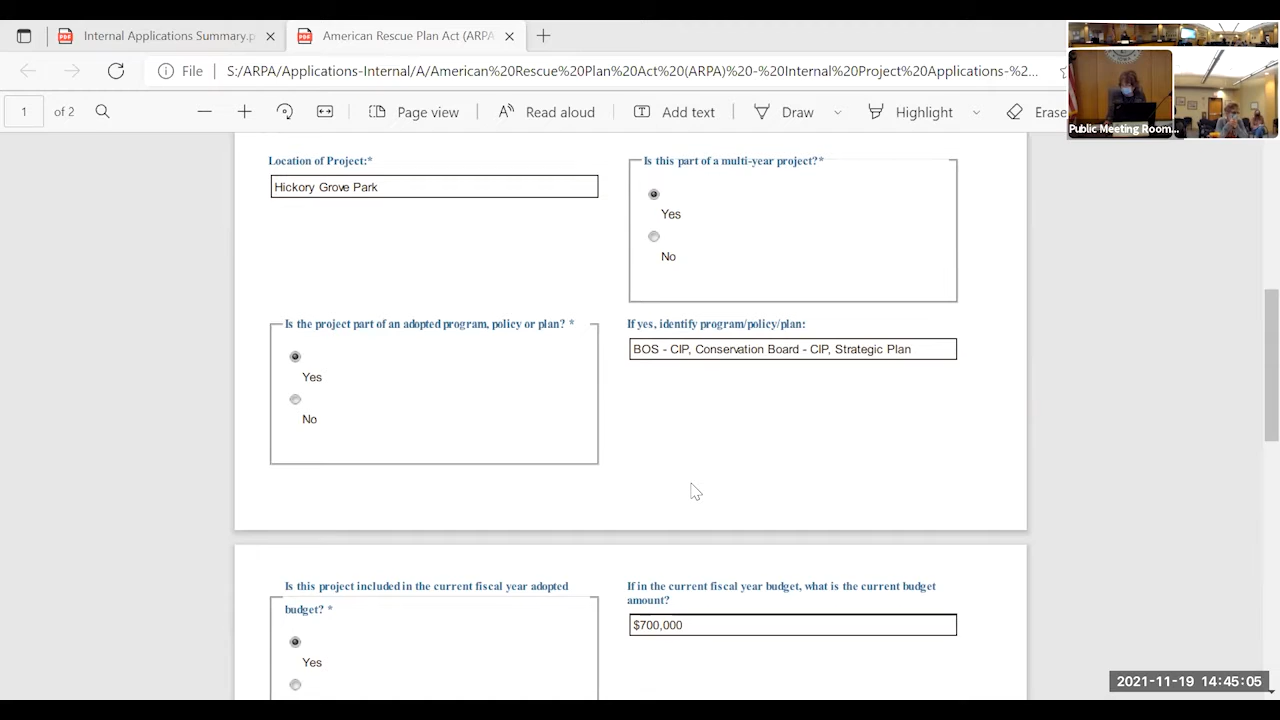 Internal Applications Summary.p
American Rescue Plan Act (ARPA
File
S:/ARPA/Applications-Internal/A/American%20Rescue%20Plan%20Act%20(ARPA)%20-%20Internal%20Project%20Applications-%2...
1 of 2
Page view
Read aloud
Add text
Draw
Highlight
Erase
Public Meeting Room...
Location of Project:*
Hickory Grove Park
Is this part of a multi-year project?*
Yes
No
Is the project part of an adopted program, policy or plan? *
Yes
No
If yes, identify program/policy/plan:
BOS - CIP, Conservation Board - CIP, Strategic Plan
Is this project included in the current fiscal year adopted
budget? *
Yes
If in the current fiscal year budget, what is the current budget
amount?
$700,000
2021-11-19 14:45:05